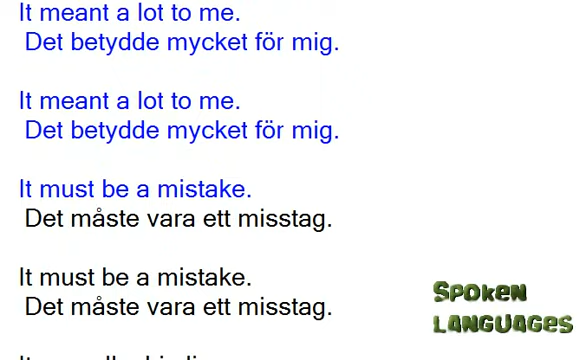 It meant a lot to me.
Det betydde mycket för mig.
It meant a lot to me.
Det betydde mycket för mig.
It must be a mistake.
Det måste vara ett misstag.
It must be a mistake.
Det måste vara ett misstag.
Spoken
Languages